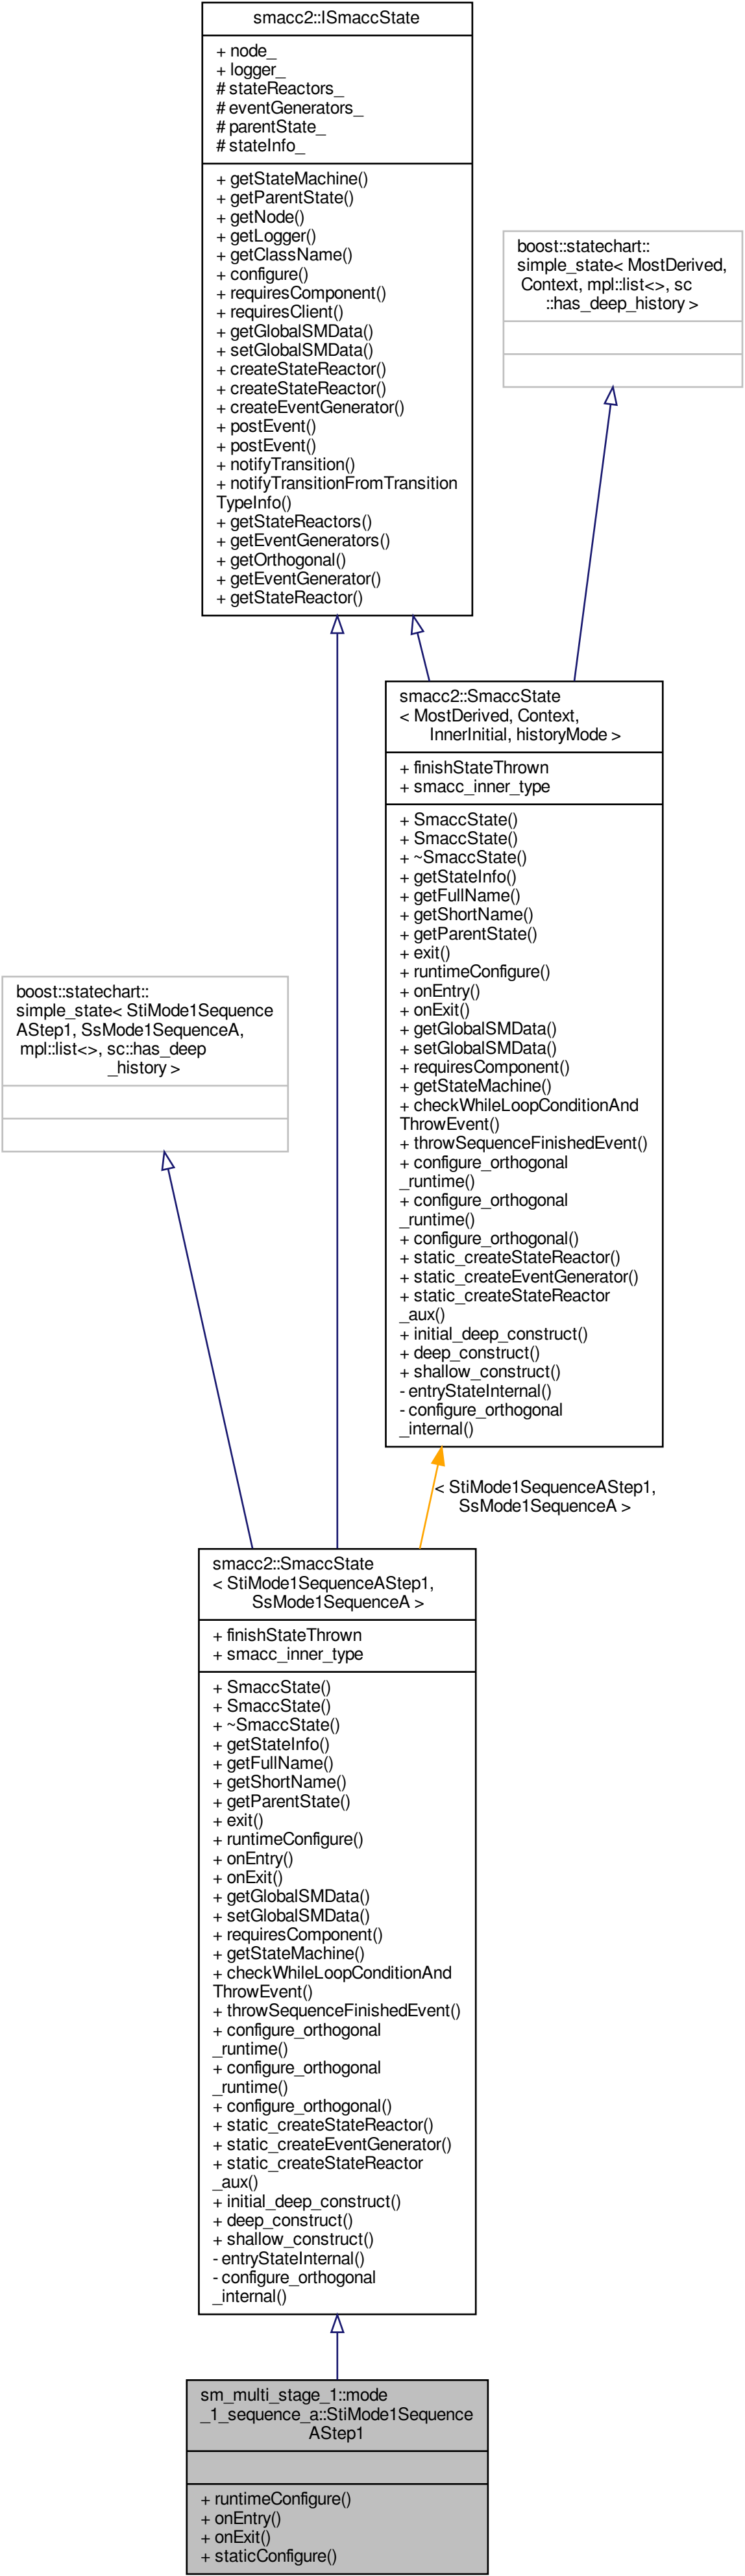 smacc2::ISmaccState
+ node_
+ logger_
# stateReactors_
# eventGenerators_
# parentState_
# stateInfo_
+ getStateMachine()
+ getParentState()
+ getNode()
+ getLogger()
+ getClassName()
+ configure()
+ requiresComponent()
+ requiresClient()
+ getGlobalSMData()
+ setGlobalSMData()
+ createStateReactor()
+ createStateReactor()
+ createEventGenerator()
+ postEvent()
+ postEvent()
+ notifyTransition()
+ notifyTransitionFromTransition
TypeInfo()
+ getStateReactors()
+ getEventGenerators()
+ getOrthogonal()
+ getEventGenerator()
+ getStateReactor()
boost::statechart::
simple_state< MostDerived,
Context, mpl::list<>, sc
::has_deep_history >
smacc2::SmaccState
< MostDerived, Context,
InnerInitial, historyMode >
+ finishStateThrown
+ smacc_inner_type
+ SmaccState()
+ SmaccState()
+ ~SmaccState()
+ getStateInfo()
+ getFullName()
+ getShortName()
+ getParentState()
+ exit()
+ runtimeConfigure()
+ onEntry()
+ onExit()
+ getGlobalSMData()
+ setGlobalSMData()
+ requiresComponent()
+ getStateMachine()
+ checkWhileLoopConditionAnd
ThrowEvent()
+ throwSequenceFinishedEvent()
+ configure_orthogonal
_runtime()
+ configure_orthogonal
_runtime()
+ configure_orthogonal()
+ static_createStateReactor()
+ static_createEventGenerator()
+ static_createStateReactor
_aux()
+ initial_deep_construct()
+ deep_construct()
+ shallow_construct()
- entryStateInternal()
- configure_orthogonal
_internal()
boost::statechart::
simple_state< StiMode1Sequence
AStep1, SsMode1SequenceA,
mpl::list<>, sc::has_deep
_history >
< StiMode1SequenceAStep1,
SsMode1SequenceA >
smacc2::SmaccState
< StiMode1SequenceAStep1,
SsMode1SequenceA >
+ finishStateThrown
+ smacc_inner_type
+ SmaccState()
+ SmaccState()
+ ~SmaccState()
+ getStateInfo()
+ getFullName()
+ getShortName()
+ getParentState()
+ exit()
+ runtimeConfigure()
+ onEntry()
+ onExit()
+ getGlobalSMData()
+ setGlobalSMData()
+ requiresComponent()
+ getStateMachine()
+ checkWhileLoopConditionAnd
ThrowEvent()
+ throwSequenceFinishedEvent()
+ configure_orthogonal
_runtime()
+ configure_orthogonal
_runtime()
+ configure_orthogonal()
+ static_createStateReactor()
+ static_createEventGenerator()
+ static_createStateReactor
_aux()
+ initial_deep_construct()
+ deep_construct()
+ shallow_construct()
- entryStateInternal()
- configure_orthogonal
_internal()
sm_multi_stage_1::mode
_1_sequence_a::StiMode1Sequence
AStep1
+ runtimeConfigure()
+ onEntry()
+ onExit()
+ staticConfigure()